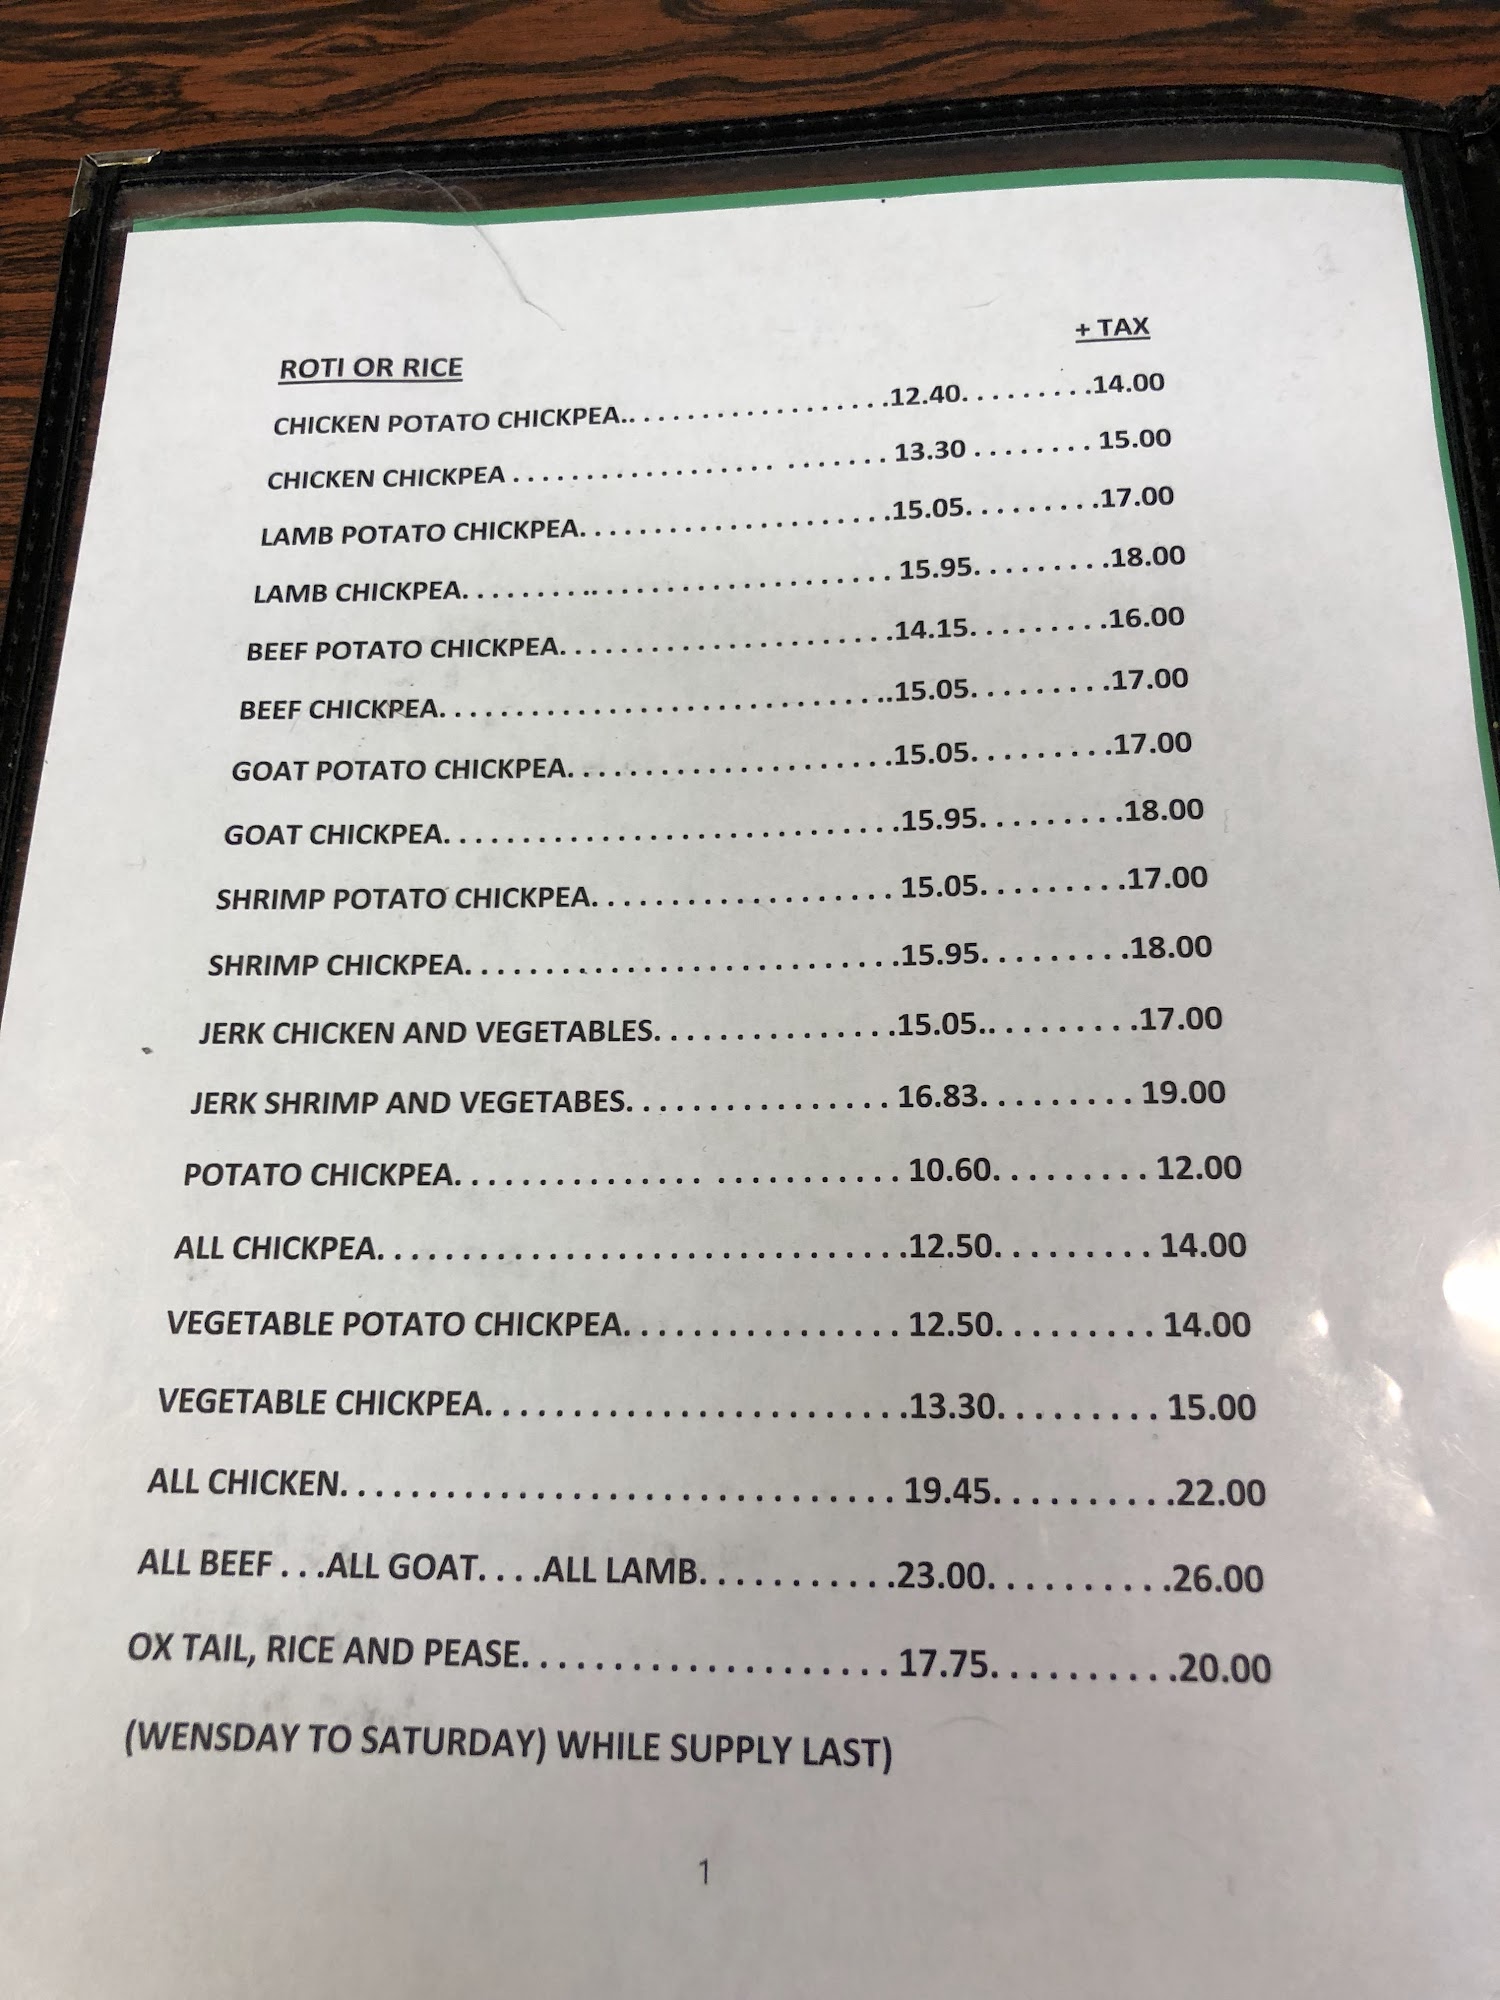 + TAX
ROTI OR RICE
CHICKEN POTATO CHICKPEA.. . . . . . . . . . . . . . . . . .12.40. . . . . . . . .14.00
CHICKEN CHICKPEA . . . . . . . . . . . . . . . . . . . . . . . . . . 13.30 . . . . . . . . 15.00
LAMB POTATO CHICKPEA. . . . . . . . . . . . . . . . . . . . .15.05. . . . . . . . .17.00
LAMB CHICKPEA. . . . . . . . . .. . . . . . . . . . . . . . . . . . . . 15.95. . . . . . . . .18.00
BEEF POTATO CHICKPEA. . . . . . . . . . . . . . . . . . . . . .14.15. . . . . . . . .16.00
BEEF CHICKPEA. . . . . . . . . . . . . . . . . . . . . . . . . . . . ..15.05. . . . . . . . .17.00
GOAT POTATO CHICKPEA. . . . . . . . . . . . . . . . . . . . .15.05. . . . . . . . .17.00
GOAT CHICKPEA. . . . . . . . . . . . . . . . . . . . . . . . . . . . .15.95. . . . . . . . .18.00
SHRIMP POTATO CHICKPEA. . . . . . . . . . . . . . . . . . . 15.05. . . . . . . . .17.00
SHRIMP CHICKPEA. . . . . . . . . . . . . . . . . . . . . . . . . . .15.95. . . . . . . . .18.00
JERK CHICKEN AND VEGETABLES. . . . . . . . . . . . . . .15.05.. . . . . . . . .17.00
JERK SHRIMP AND VEGETABES. . . . . . . . . . . . . . . . 16.83. . . . . . . . . 19.00
POTATO CHICKPEA. . . . . . . . . . . . . . . . . . . . . . . . . . 10.60. . . . . . . . . 12.00
ALL CHICKPEA. . . . . . . . . . . . . . . . . . . . . . . . . . . . . . .12.50. . . . . . . . . 14.00
VEGETABLE POTATO CHICKPEA. . . . . . . . . . . . . . . . 12.50. . . . . . . . . 14.00
VEGETABLE CHICKPEA. . . . . . . . . . . . . . . . . . . . . . . .13.30. . . . . . . . . 15.00
ALL CHICKEN. . . . . . . . . . . . . . . . . . . . . . . . . . . . . . . 19.45. . . . . . . . . .22.00
ALL BEEF . . .ALL GOAT. . . .ALL LAMB. . . . . . . . . . .23.00. . . . . . . . . .26.00
OX TAIL, RICE AND PEASE. . . . . . . . . . . . . . . . . . . . 17.75. . . . . . . . . .20.00
(WENSDAY TO SATURDAY) WHILE SUPPLY LAST)
1